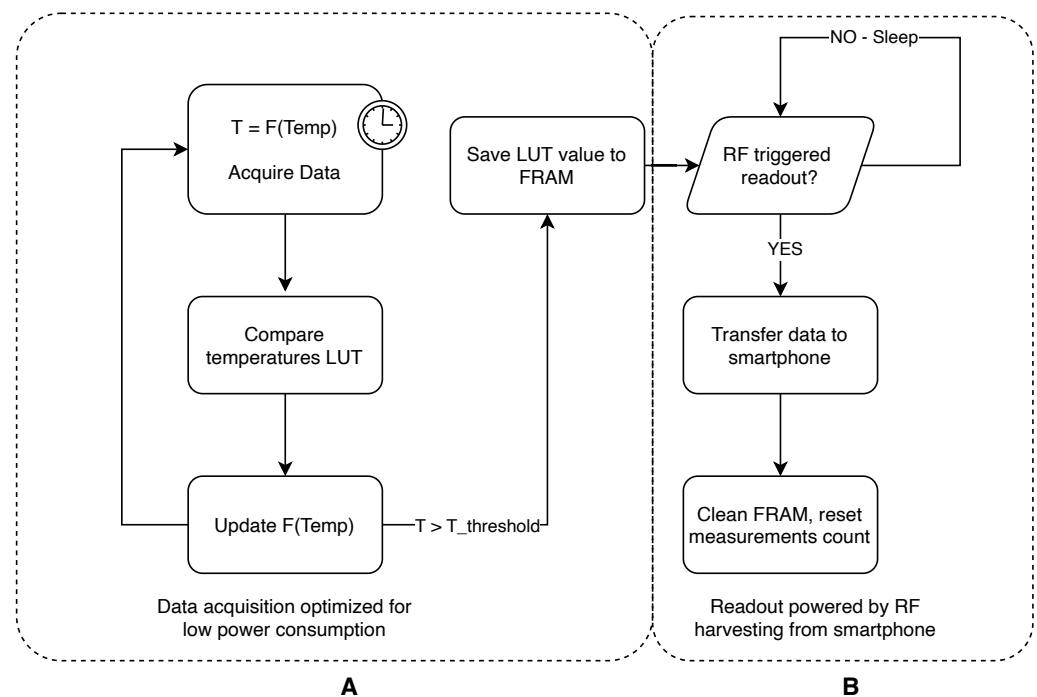 T = F(Temp)
Acquire Data
Compare
temperatures LUT
Update F(Temp)
T > T_threshold
Save LUT value to
FRAM
Data acquisition optimized for
low power consumption
A
NO - Sleep
RF triggered
readout?
YES
Transfer data to
smartphone
Clean FRAM, reset
measurements count
Readout powered by RF
harvesting from smartphone
B